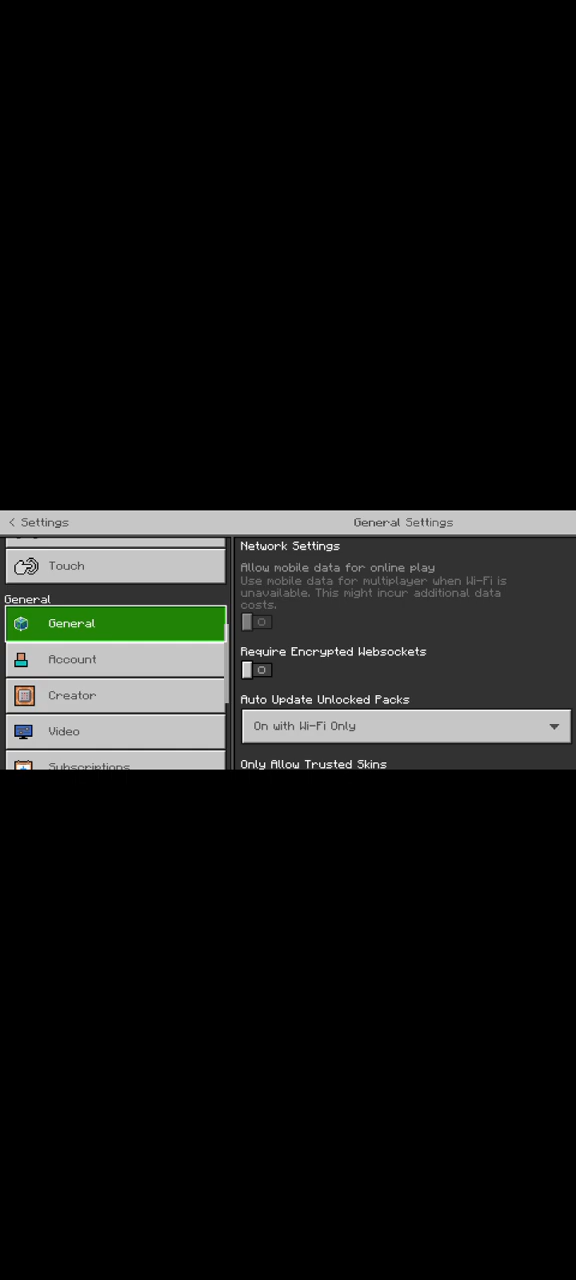 Settings
General Settings
Touch
General
General
Account
Creator
Video
Subscriptions
Network Settings
Allow mobile data for online play
Use mobile data for multiplayer when Wi-Fi is
unavailable. This might incur additional data
costs.
Require Encrypted Websockets
Auto Update Unlocked Packs
On with Wi-Fi Only
Only Allow Trusted Skins